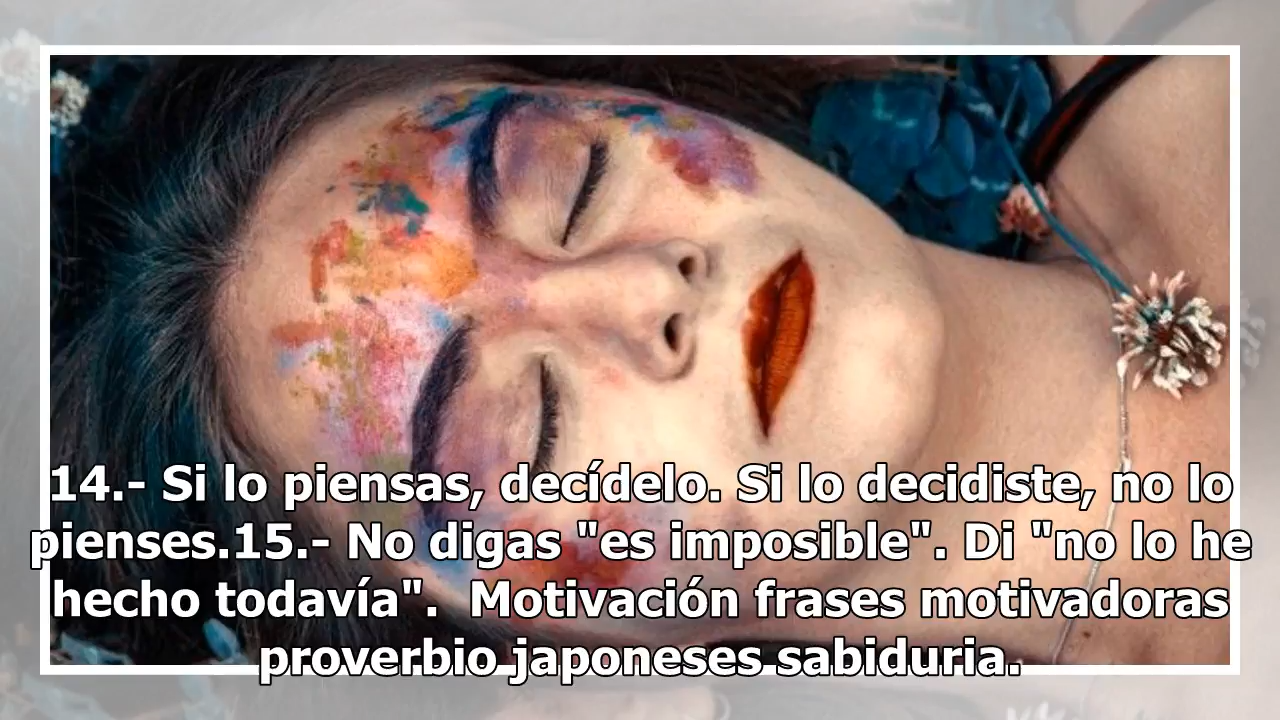 14.- Si lo piensas, decídelo. Si lo decidiste, no lo
pienses.15.- No digas "es imposible". Di "no lo he
hecho todavía".  Motivación frases motivadoras
proverbio japoneses sabiduria.